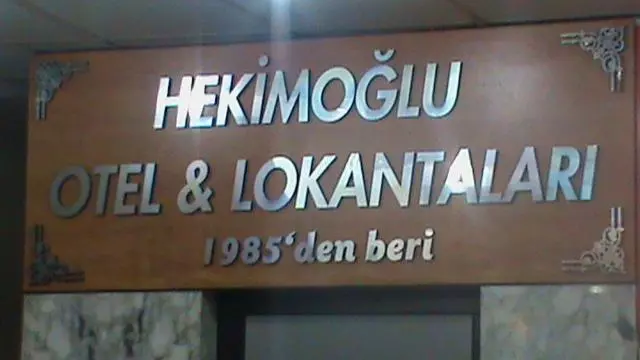 HEKİMOĞLU
OTEL & LOKANTALARI
1985'den beri